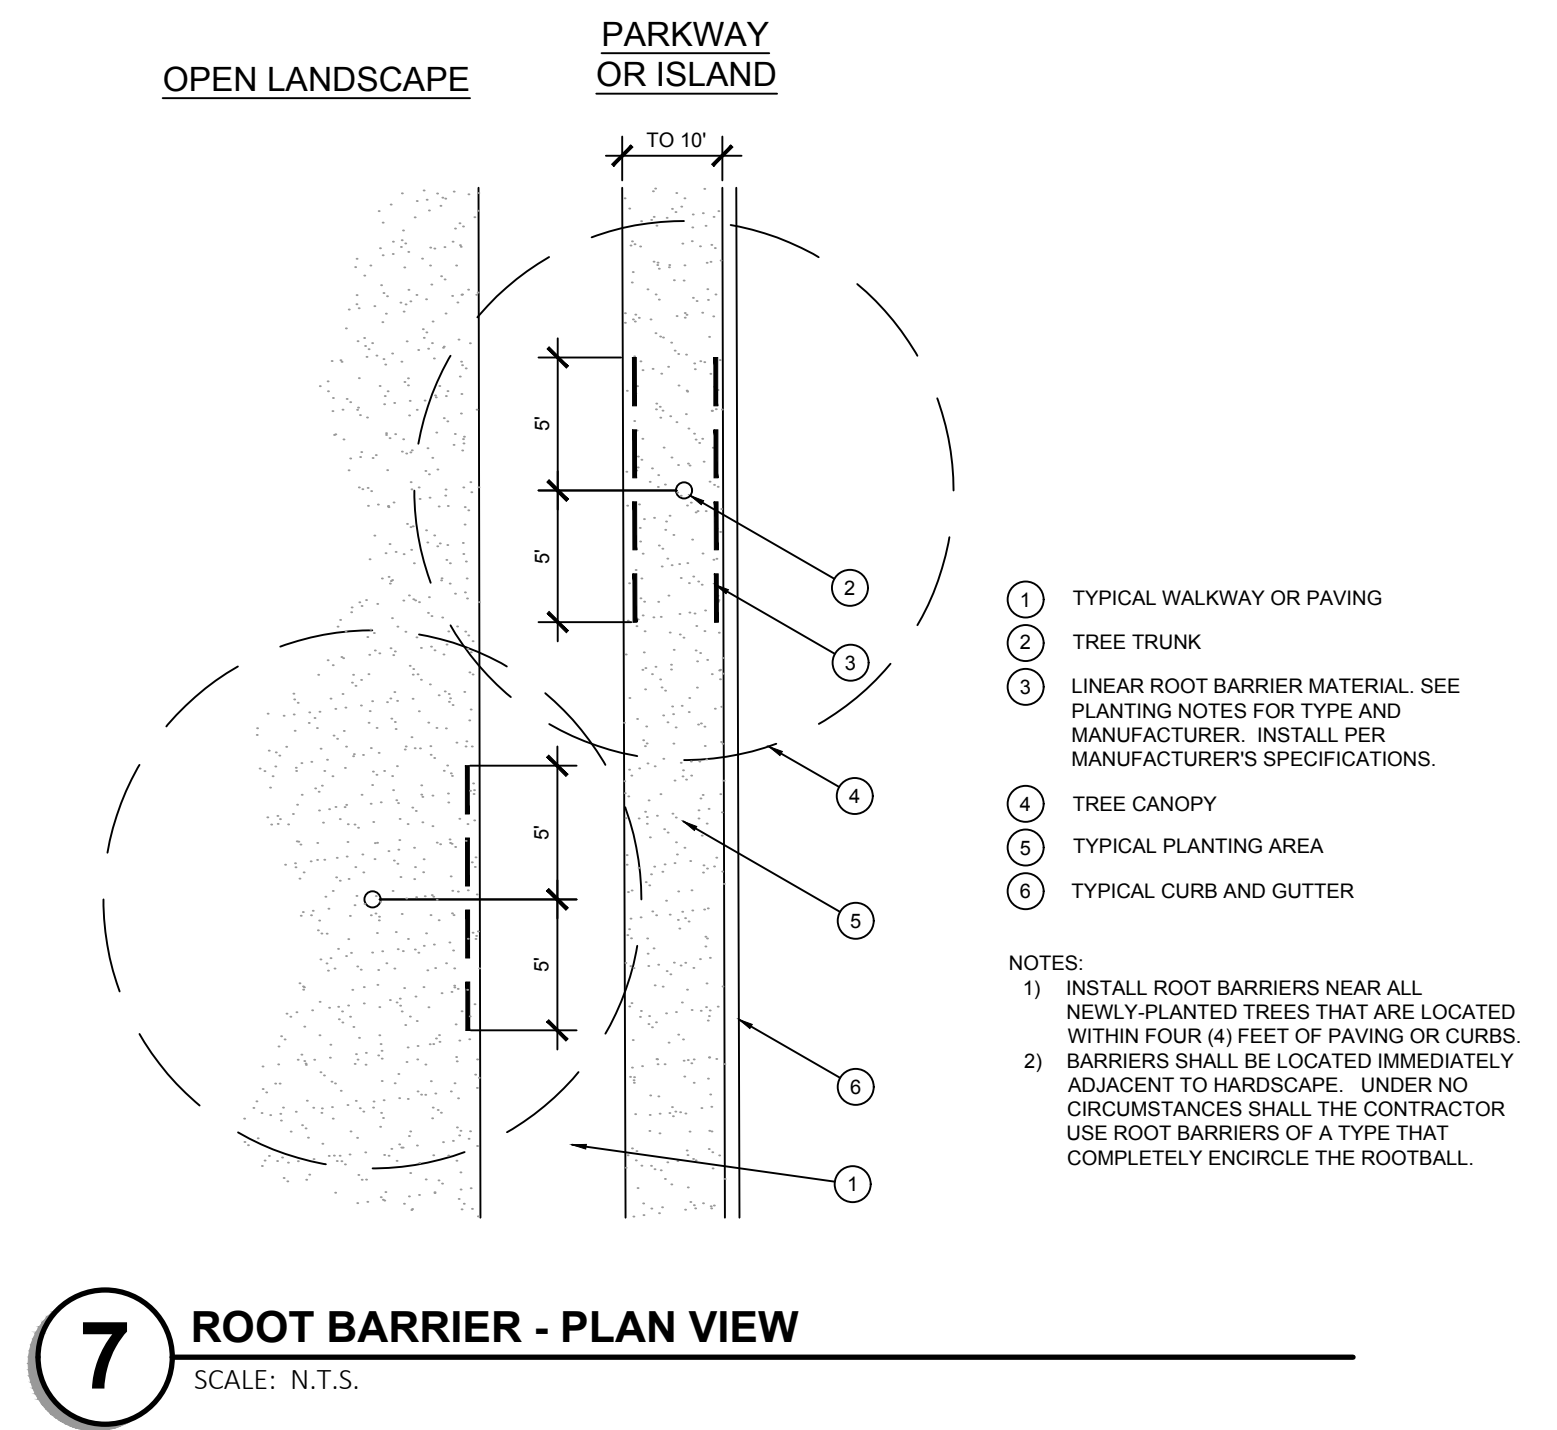 PARKWAY
OR ISLAND
OPEN LANDSCAPE
TO 10'
5'
5'
5'
5'
2
3
4
5
6
1
1 TYPICAL WALKWAY OR PAVING
2 TREE TRUNK
3 LINEAR ROOT BARRIER MATERIAL. SEE
PLANTING NOTES FOR TYPE AND
MANUFACTURER. INSTALL PER
MANUFACTURER'S SPECIFICATIONS.
4 TREE CANOPY
5 TYPICAL PLANTING AREA
6 TYPICAL CURB AND GUTTER
NOTES:
1) INSTALL ROOT BARRIERS NEAR ALL
NEWLY-PLANTED TREES THAT ARE LOCATED
WITHIN FOUR (4) FEET OF PAVING OR CURBS.
2) BARRIERS SHALL BE LOCATED IMMEDIATELY
ADJACENT TO HARDSCAPE. UNDER NO
CIRCUMSTANCES SHALL THE CONTRACTOR
USE ROOT BARRIERS OF A TYPE THAT
COMPLETELY ENCIRCLE THE ROOTBALL.
7 ROOT BARRIER - PLAN VIEW
SCALE: N.T.S.